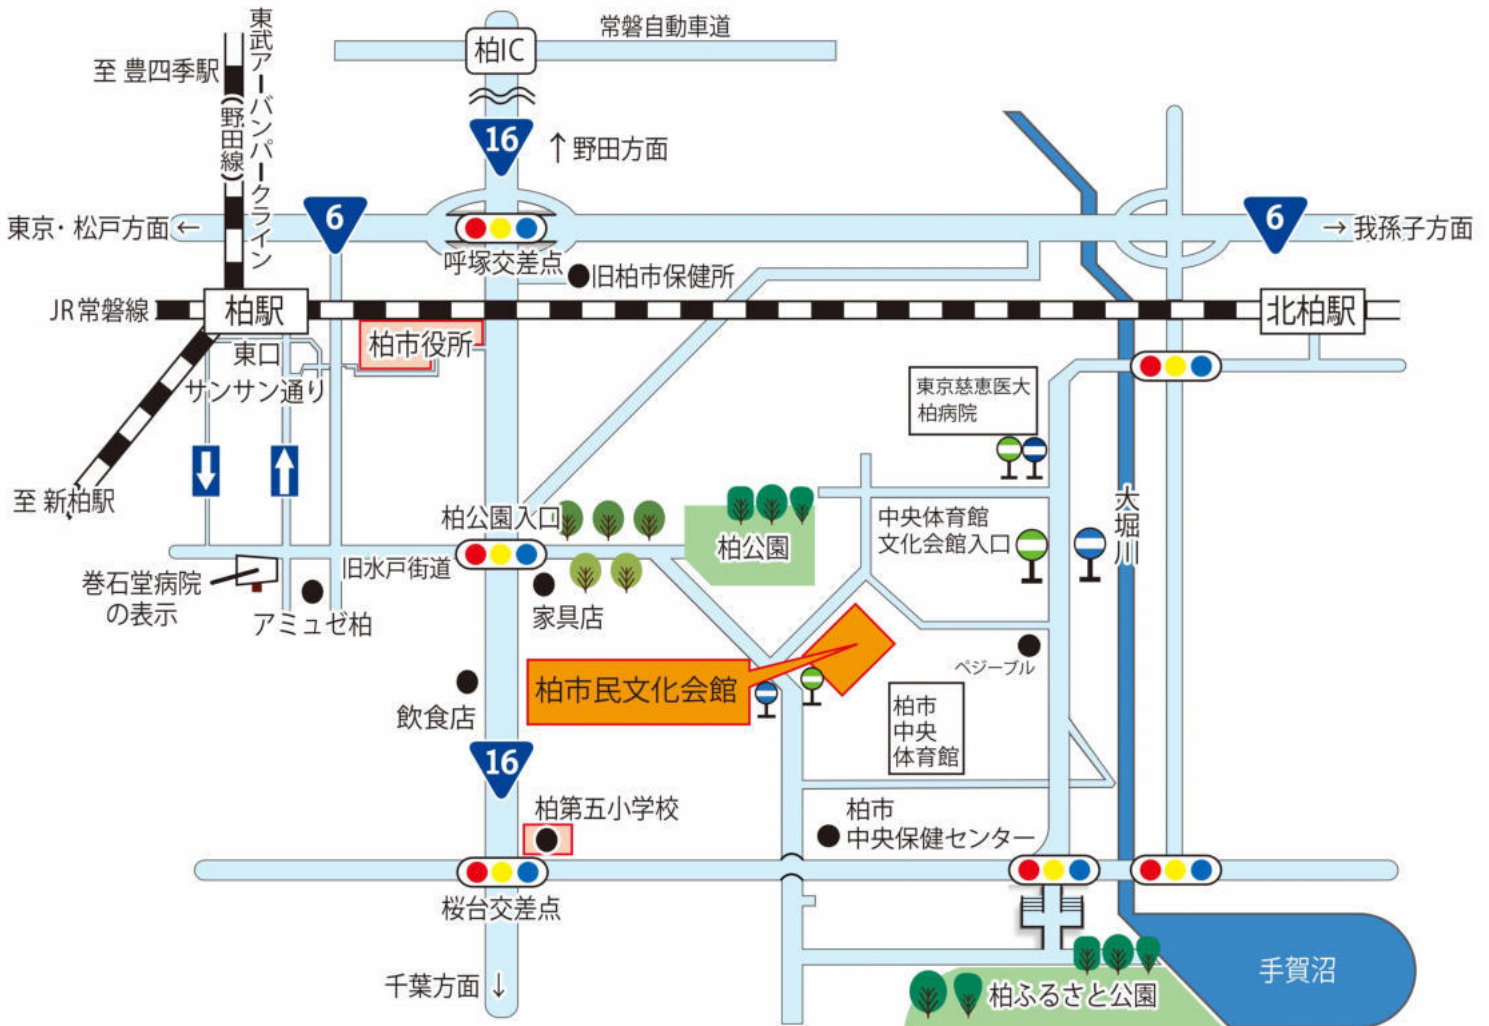 常磐自動車道
柏IC
至 豊四季駅
東武アーバンパークライン
(野田線)
16
↑野田方面
6
6
東京・松戸方面←
→我孫子方面
呼塚交差点
旧柏市保健所
JR常磐線
柏駅
北柏駅
東口
柏市役所
サンサン通り
東京慈恵医大
柏病院
至 新柏駅
柏公園入口
柏公園
中央体育館
文化会館入口
大堀川
旧水戸街道
巻石堂病院
の表示
アミュゼ柏
家具店
柏市民文化会館
ペジーブル
飲食店
柏市
中央
体育館
16
柏第五小学校
柏市
中央保健センター
桜台交差点
千葉方面↓
柏ふるさと公園
手賀沼